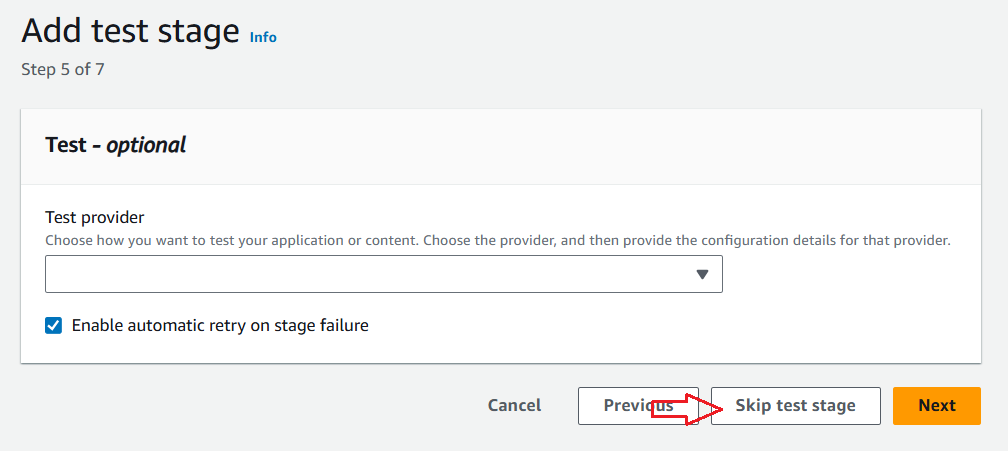 Add test stage Info
Step 5 of 7
Test - optional
Test provider
Choose how you want to test your application or content. Choose the provider, and then provide the configuration details for that provider.
Enable automatic retry on stage failure
Cancel Previous Skip test stage Next